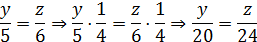 y/5 = z/6 ⇒ y/5 · 1/4 = z/6 · 1/4 ⇒ y/20 = z/24